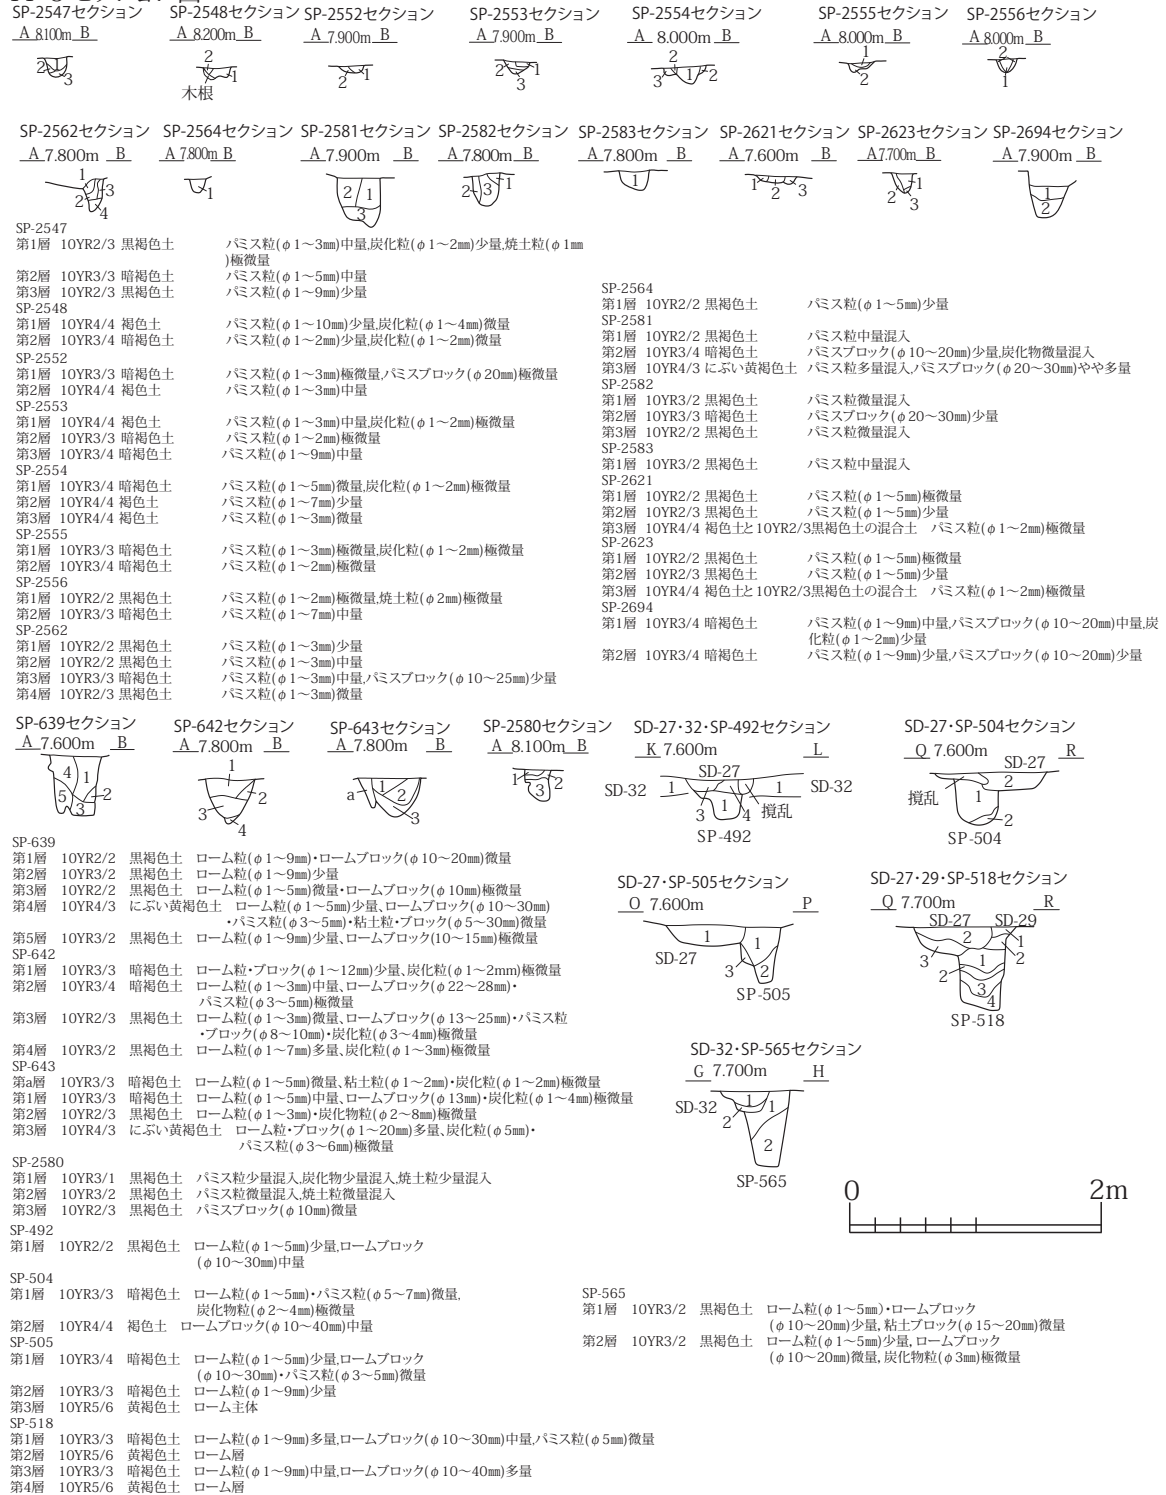 SP-2547セクション SP-2548セクション SP-2552セクション SP-2553セクション SP-2554セクション SP-2555セクション SP-2556セクション
A 8.100m B A 8.200m B A 7.900m B A 7.900m B A 8.000m B A 8.000m B A 8.000m B
2 3
2 1 木根
2 1
2 1 3
2 3 1 2
1 2
2 1
SP-2562セクション SP-2564セクション SP-2581セクション SP-2582セクション SP-2583セクション SP-2621セクション SP-2623セクション SP-2694セクション
A 7.800m B A 7.800m B A 7.900m B A 7.800m B A 7.800m B A 7.600m B A 7.700m B A 7.900m B
1 3 2 4
1
2 1 3
2 3 1
1
1 2 3
1 2 3
1 2
SP-2547
第1層 10YR2/3 黒褐色土 パミス粒(φ1～3㎜)中量,炭化粒(φ1～2㎜)少量,焼土粒(φ1㎜
)極微量
第2層 10YR3/3 暗褐色土 パミス粒(φ1～5㎜)中量
第3層 10YR2/3 黒褐色土 パミス粒(φ1～9㎜)少量
SP-2548
第1層 10YR4/4 褐色土 パミス粒(φ1～10㎜)少量,炭化粒(φ1～4㎜)微量
第2層 10YR3/4 暗褐色土 パミス粒(φ1～2㎜)少量,炭化粒(φ1～2㎜)微量
SP-2552
第1層 10YR3/3 暗褐色土 パミス粒(φ1～3㎜)極微量,パミスブロック(φ20㎜)極微量
第2層 10YR4/4 褐色土 パミス粒(φ1～3㎜)中量
SP-2553
第1層 10YR4/4 褐色土 パミス粒(φ1～3㎜)中量,炭化粒(φ1～2㎜)極微量
第2層 10YR3/3 暗褐色土 パミス粒(φ1～2㎜)極微量
第3層 10YR3/4 暗褐色土 パミス粒(φ1～9㎜)中量
SP-2554
第1層 10YR3/4 暗褐色土 パミス粒(φ1～5㎜)微量,炭化粒(φ1～2㎜)極微量
第2層 10YR4/4 褐色土 パミス粒(φ1～7㎜)少量
第3層 10YR4/4 褐色土 パミス粒(φ1～3㎜)微量
SP-2555
第1層 10YR3/3 暗褐色土 パミス粒(φ1～3㎜)極微量,炭化粒(φ1～2㎜)極微量
第2層 10YR3/4 暗褐色土 パミス粒(φ1～2㎜)極微量
SP-2556
第1層 10YR2/2 黒褐色土 パミス粒(φ1～2㎜)極微量,焼土粒(φ2㎜)極微量
第2層 10YR3/3 暗褐色土 パミス粒(φ1～7㎜)中量
SP-2562
第1層 10YR2/2 黒褐色土 パミス粒(φ1～3㎜)少量
第2層 10YR2/2 黒褐色土 パミス粒(φ1～3㎜)中量
第3層 10YR3/3 暗褐色土 パミス粒(φ1～3㎜)中量,パミスブロック(φ10～25㎜)少量
第4層 10YR2/3 黒褐色土 パミス粒(φ1～3㎜)微量
SP-2564
第1層 10YR2/2 黒褐色土 パミス粒(φ1～5㎜)少量
SP-2581
第1層 10YR2/2 黒褐色土 パミス粒中量混入
第2層 10YR3/4 暗褐色土 パミスブロック(φ10～20㎜)少量,炭化物微量混入
第3層 10YR4/3 にぶい黄褐色土 パミス粒多量混入,パミスブロック(φ20～30㎜)やや多量
SP-2582
第1層 10YR3/2 黒褐色土 パミス粒微量混入
第2層 10YR3/3 暗褐色土 パミスブロック(φ20～30㎜)少量
第3層 10YR2/2 黒褐色土 パミス粒微量混入
SP-2583
第1層 10YR3/2 黒褐色土 パミス粒中量混入
SP-2621
第1層 10YR2/2 黒褐色土 パミス粒(φ1～5㎜)極微量
第2層 10YR2/3 黒褐色土 パミス粒(φ1～5㎜)少量
第3層 10YR4/4 褐色土と10YR2/3黒褐色土の混合土 パミス粒(φ1～2㎜)極微量
SP-2623
第1層 10YR2/2 黒褐色土 パミス粒(φ1～5㎜)極微量
第2層 10YR2/3 黒褐色土 パミス粒(φ1～5㎜)少量
第3層 10YR4/4 褐色土と10YR2/3黒褐色土の混合土 パミス粒(φ1～2㎜)極微量
SP-2694
第1層 10YR3/4 暗褐色土 パミス粒(φ1～9㎜)中量,パミスブロック(φ10～20㎜)中量,炭
化粒(φ1～2㎜)少量
第2層 10YR3/4 暗褐色土 パミス粒(φ1～9㎜)少量,パミスブロック(φ10～20㎜)少量
SP-639セクション SP-642セクション SP-643セクション SP-2580セクション SD-27・32・SP-492セクション SD-27・SP-504セクション
A 7.600m B A 7.800m B A 7.800m B A 8.100m B K 7.600m L Q 7.600m R
4 1 5 2 3
1 2 3 4
a 1 2 3
1 2 3
SD-27
SD-32 1 1 SD-32
3 1 4 撹乱
SP-492
SD-27
2 撹乱 1 2
SP-504
SD-27・SP-505セクション SD-27・29・SP-518セクション
O 7.600m P Q 7.700m R
1 1 SD-27 3 2
SP-505
SD-27 SD-29
2 1 1 3 2 2 3 4
SP-518
SD-32・SP-565セクション
G 7.700m H
SD-32 1 1 2 2
SP-565
0 2m
SP-639
第1層 10YR2/2 黒褐色土 ローム粒(φ1～9㎜)・ロームブロック(φ10～20㎜)微量
第2層 10YR3/2 黒褐色土 ローム粒(φ1～9㎜)少量
第3層 10YR2/2 黒褐色土 ローム粒(φ1～5㎜)微量・ロームブロック(φ10㎜)極微量
第4層 10YR4/3 にぶい黄褐色土 ローム粒(φ1～5㎜)少量、ロームブロック(φ10～30㎜)
・パミス粒(φ3～5㎜)・粘土粒・ブロック(φ5～30㎜)微量
第5層 10YR3/2 黒褐色土 ローム粒(φ1～9㎜)少量、ロームブロック(10～15㎜)極微量
SP-642
第1層 10YR3/3 暗褐色土 ローム粒・ブロック(φ1～12㎜)少量、炭化粒(φ1～2mm)極微量
第2層 10YR3/4 暗褐色土 ローム粒(φ1～3㎜)中量、ロームブロック(φ22～28㎜)・
パミス粒(φ3～5㎜)極微量
第3層 10YR2/3 黒褐色土 ローム粒(φ1～3㎜)微量、ロームブロック(φ13～25㎜)・パミス粒
・ブロック(φ8～10㎜)・炭化粒(φ3～4㎜)極微量
第4層 10YR3/2 黒褐色土 ローム粒(φ1～7㎜)多量、炭化粒(φ1～3㎜)極微量
SP-643
第a層 10YR3/3 暗褐色土 ローム粒(φ1～5㎜)微量、粘土粒(φ1～2㎜)・炭化粒(φ1～2㎜)極微量
第1層 10YR3/3 暗褐色土 ローム粒(φ1～5㎜)中量、ロームブロック(φ13㎜)・炭化粒(φ1～4㎜)極微量
第2層 10YR2/3 黒褐色土 ローム粒(φ1～3㎜)・炭化物粒(φ2～8㎜)極微量
第3層 10YR4/3 にぶい黄褐色土 ローム粒・ブロック(φ1～20㎜)多量、炭化粒(φ5㎜)・
パミス粒(φ3～6㎜)極微量
SP-2580
第1層 10YR3/1 黒褐色土 パミス粒少量混入,炭化物少量混入,焼土粒少量混入
第2層 10YR3/2 黒褐色土 パミス粒微量混入,焼土粒微量混入
第3層 10YR2/3 黒褐色土 パミスブロック(φ10㎜)微量
SP-492
第1層 10YR2/2 黒褐色土 ローム粒(φ1～5㎜)少量,ロームブロック
(φ10～30㎜)中量
SP-504
第1層 10YR3/3 暗褐色土 ローム粒(φ1～5㎜)・パミス粒(φ5～7㎜)微量,
炭化物粒(φ2～4㎜)極微量
第2層 10YR4/4 褐色土 ロームブロック(φ10～40㎜)中量
SP-505
第1層 10YR3/4 暗褐色土 ローム粒(φ1～5㎜)少量,ロームブロック
(φ10～30㎜)・パミス粒(φ3～5㎜)微量
第2層 10YR3/3 暗褐色土 ローム粒(φ1～9㎜)少量
第3層 10YR5/6 黄褐色土 ローム主体
SP-518
第1層 10YR3/3 暗褐色土 ローム粒(φ1～9㎜)多量,ロームブロック(φ10～30㎜)中量,パミス粒(φ5㎜)微量
第2層 10YR5/6 黄褐色土 ローム層
第3層 10YR3/3 暗褐色土 ローム粒(φ1～9㎜)中量,ロームブロック(φ10～40㎜)多量
第4層 10YR5/6 黄褐色土 ローム層
SP-565
第1層 10YR3/2 黒褐色土 ローム粒(φ1～5㎜)・ロームブロック
(φ10～20㎜)少量, 粘土ブロック(φ15～20㎜)微量
第2層 10YR3/2 黒褐色土 ローム粒(φ1～5㎜)少量, ロームブロック
(φ10～20㎜)微量, 炭化物粒(φ3㎜)極微量